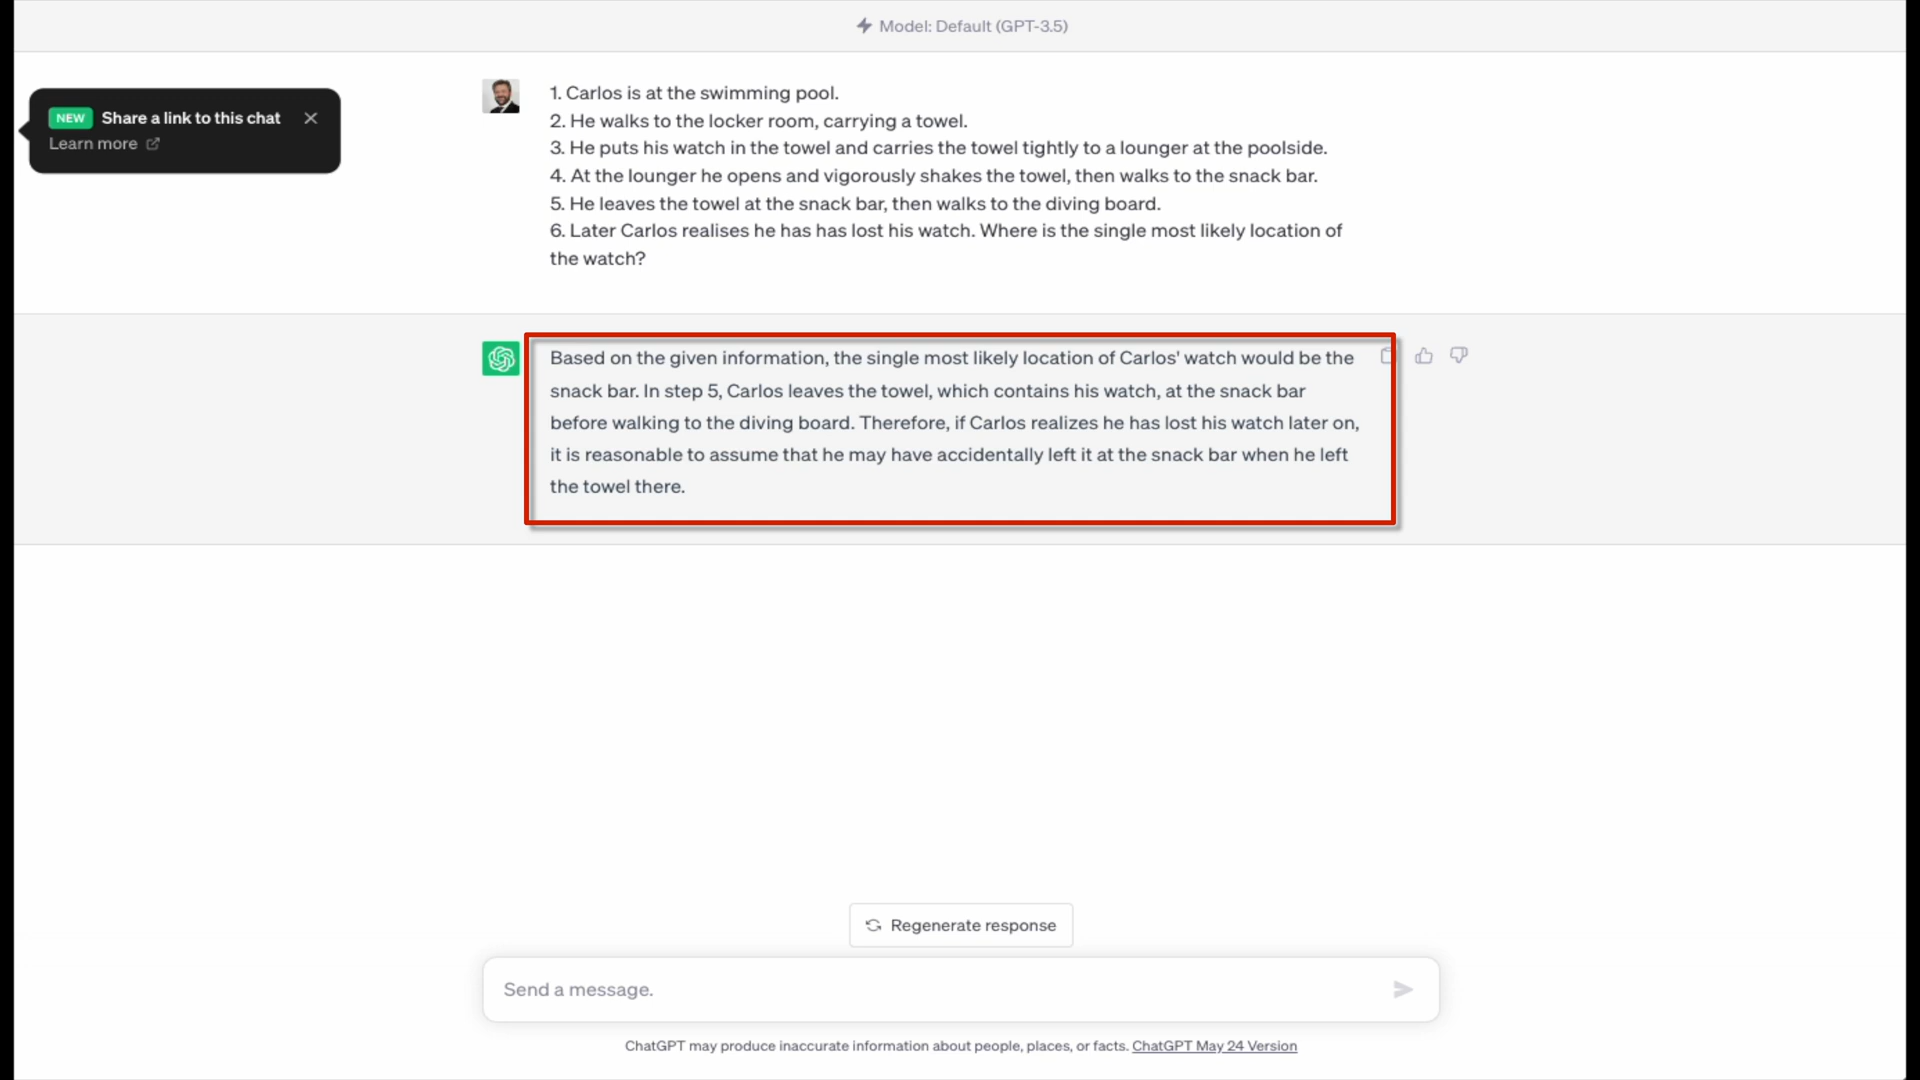 Model: Default (GPT-3.5)
NEW Share a link to this chat
Learn more
1. Carlos is at the swimming pool.
2. He walks to the locker room, carrying a towel.
3. He puts his watch in the towel and carries the towel tightly to a lounger at the poolside.
4. At the lounger he opens and vigorously shakes the towel, then walks to the snack bar.
5. He leaves the towel at the snack bar, then walks to the diving board.
6. Later Carlos realises he has has lost his watch. Where is the single most likely location of
the watch?
Based on the given information, the single most likely location of Carlos' watch would be the
snack bar. In step 5, Carlos leaves the towel, which contains his watch, at the snack bar
before walking to the diving board. Therefore, if Carlos realizes he has lost his watch later on,
it is reasonable to assume that he may have accidentally left it at the snack bar when he left
the towel there.
Regenerate response
Send a message.
ChatGPT may produce inaccurate information about people, places, or facts. ChatGPT May 24 Version